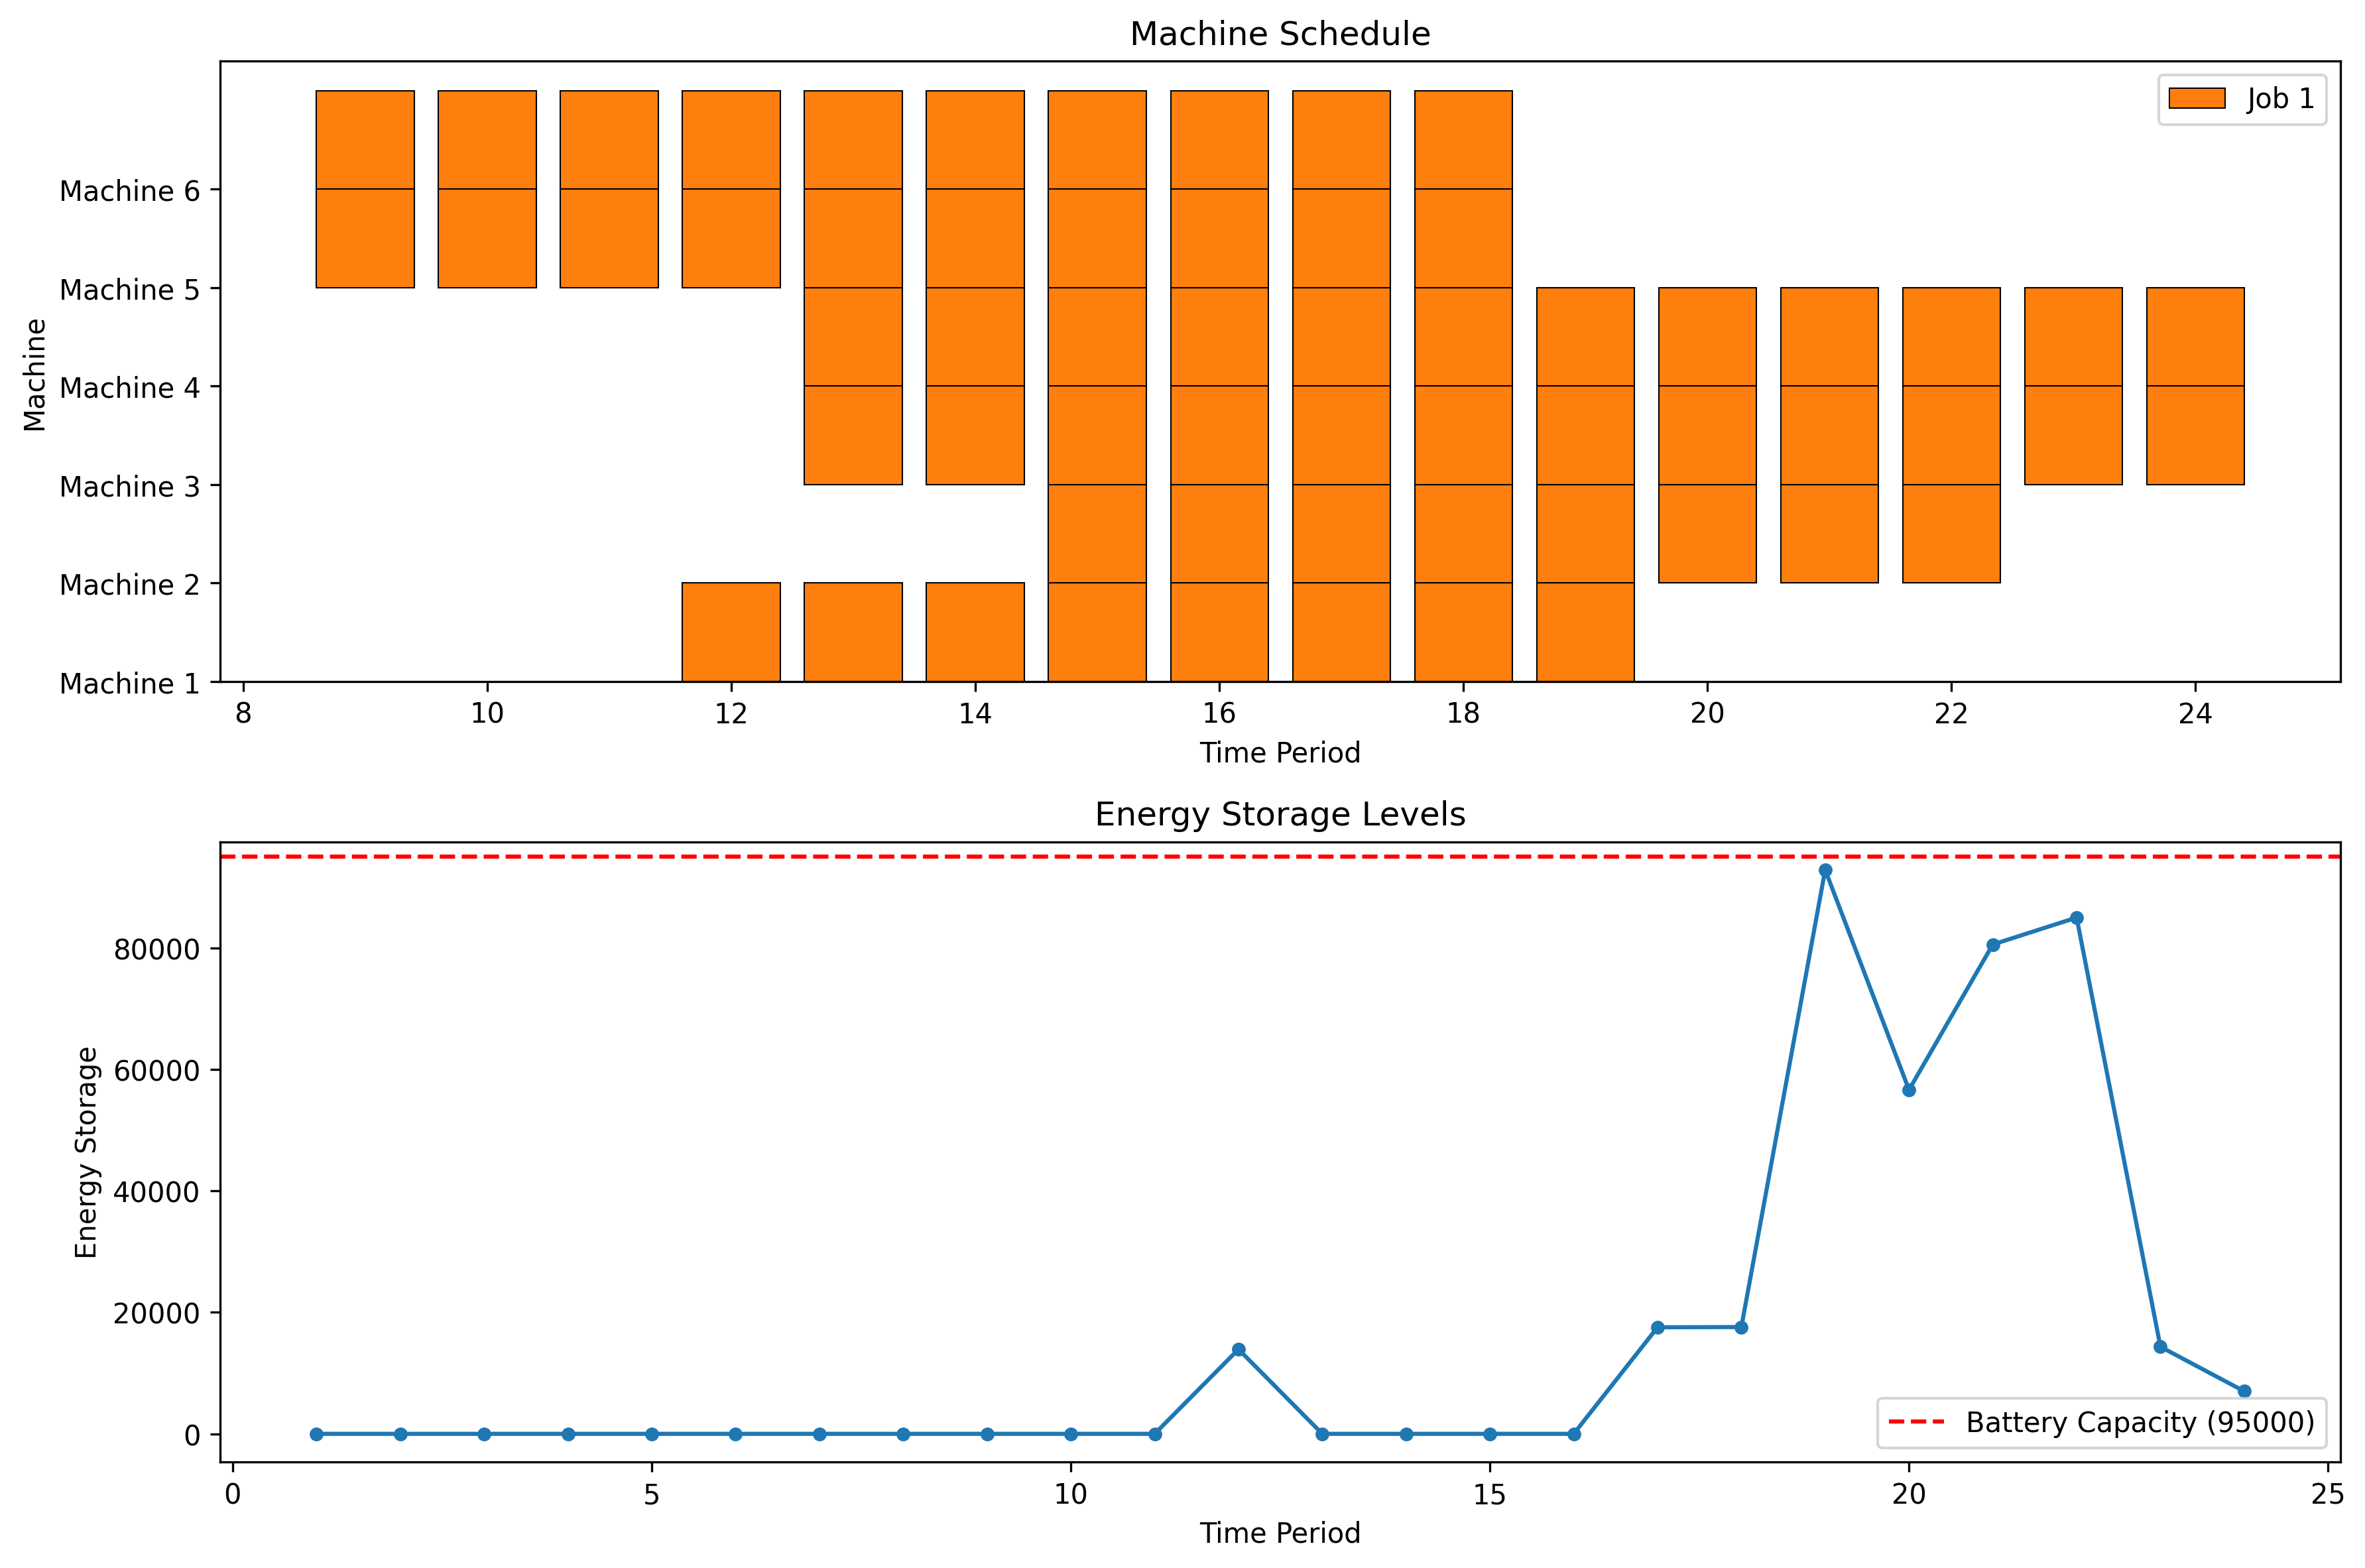 Machine Schedule
Job 1
Machine
Machine 6
Machine 5
Machine 4
Machine 3
Machine 2
Machine 1
8 10 12 14 16 18 20 22 24
Time Period
Energy Storage Levels
Energy Storage
80000
60000
40000
20000
0
Battery Capacity (95000)
0 5 10 15 20 25
Time Period